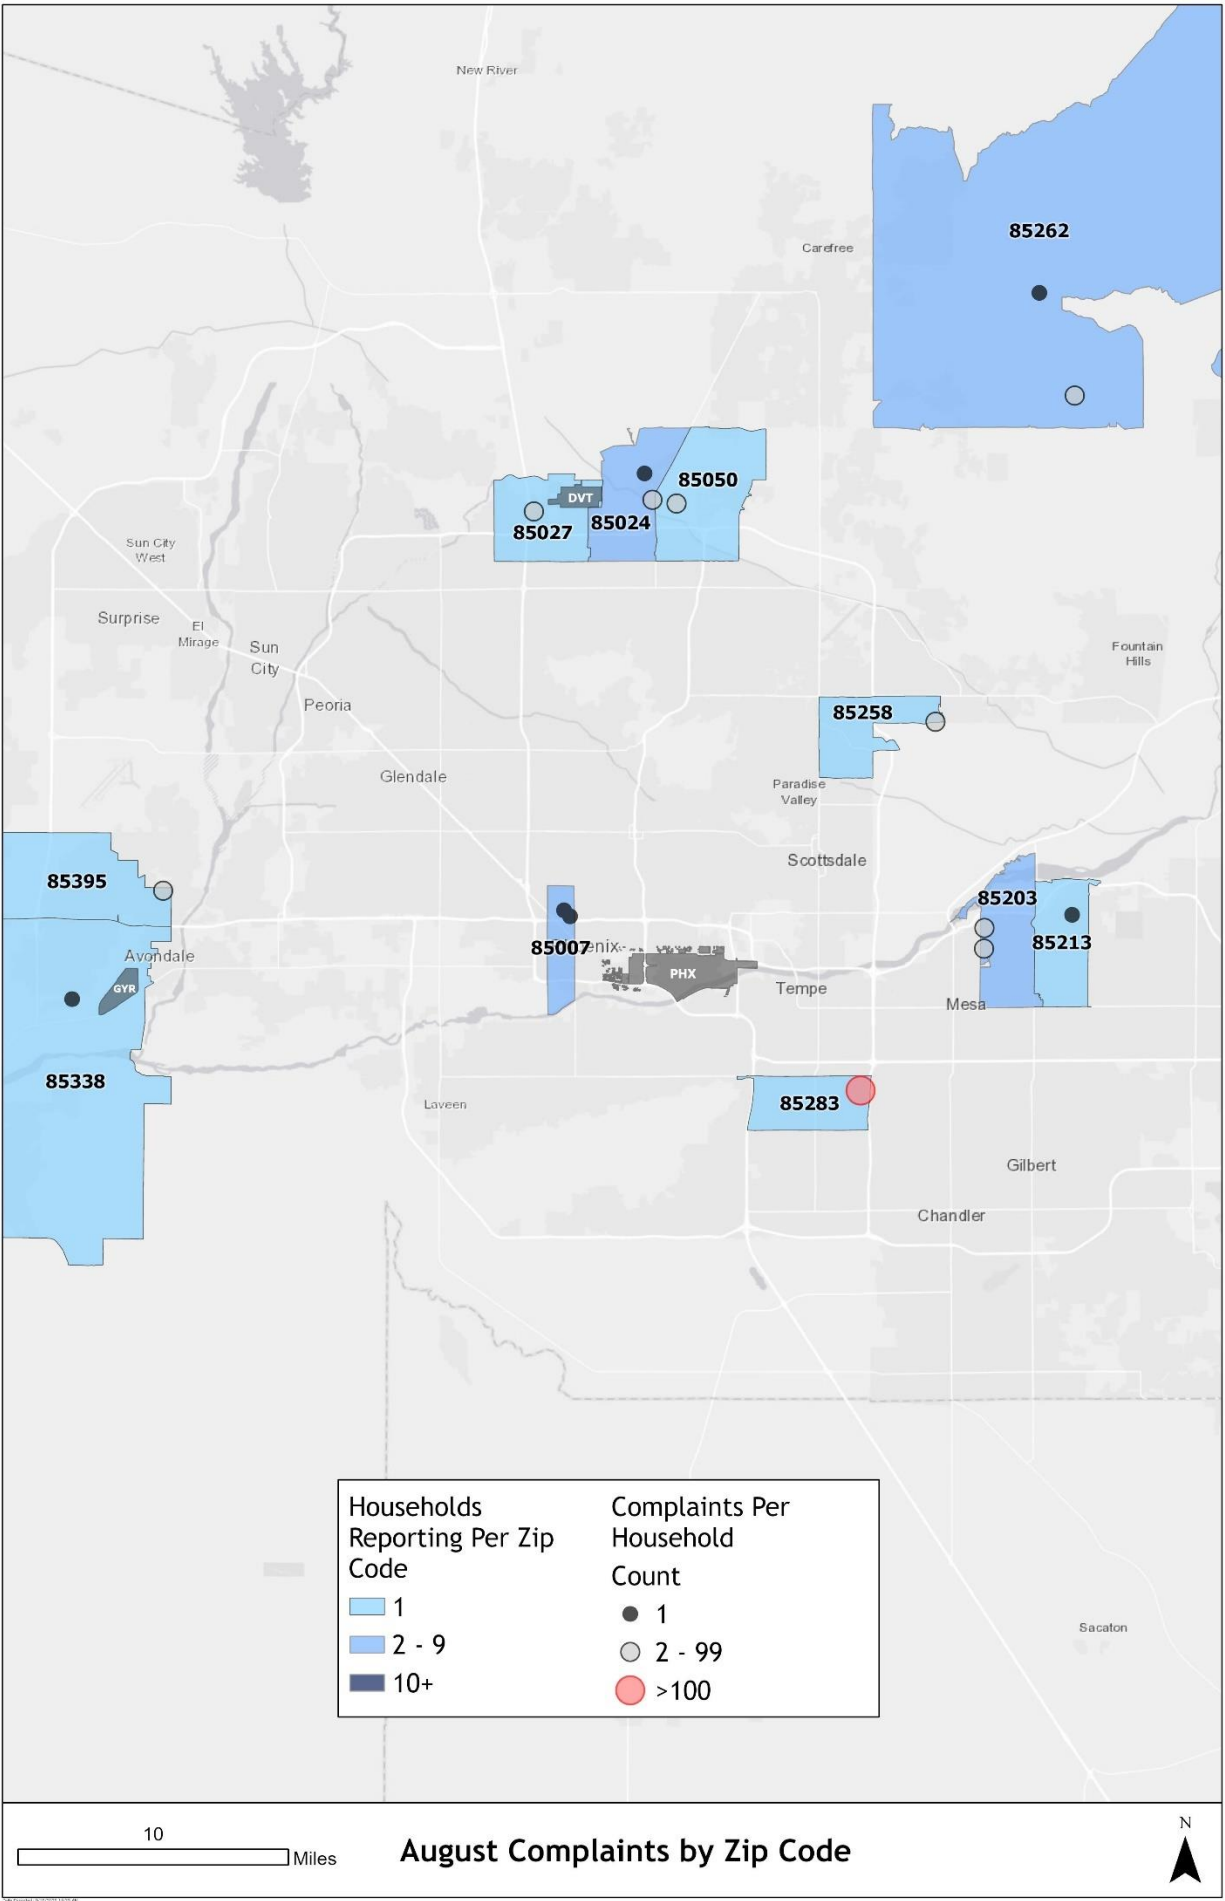 New River
85262
Carefree
85050
DVT
85024
85027
Sun City
West
Surprise
El
Mirage
Sun
City
Fountain
Hills
Peoria
85258
Glendale
Paradise
Valley
Scottsdale
85395
85203
85213
85007
Avondale
GYR
PHX
Tempe
Mesa
85338
Laveen
85283
Gilbert
Chandler
Households
Reporting Per Zip
Code
1
2 - 9
10+
Complaints Per
Household
Count
1
2 - 99
>100
Sacaton
10
Miles
August Complaints by Zip Code
N